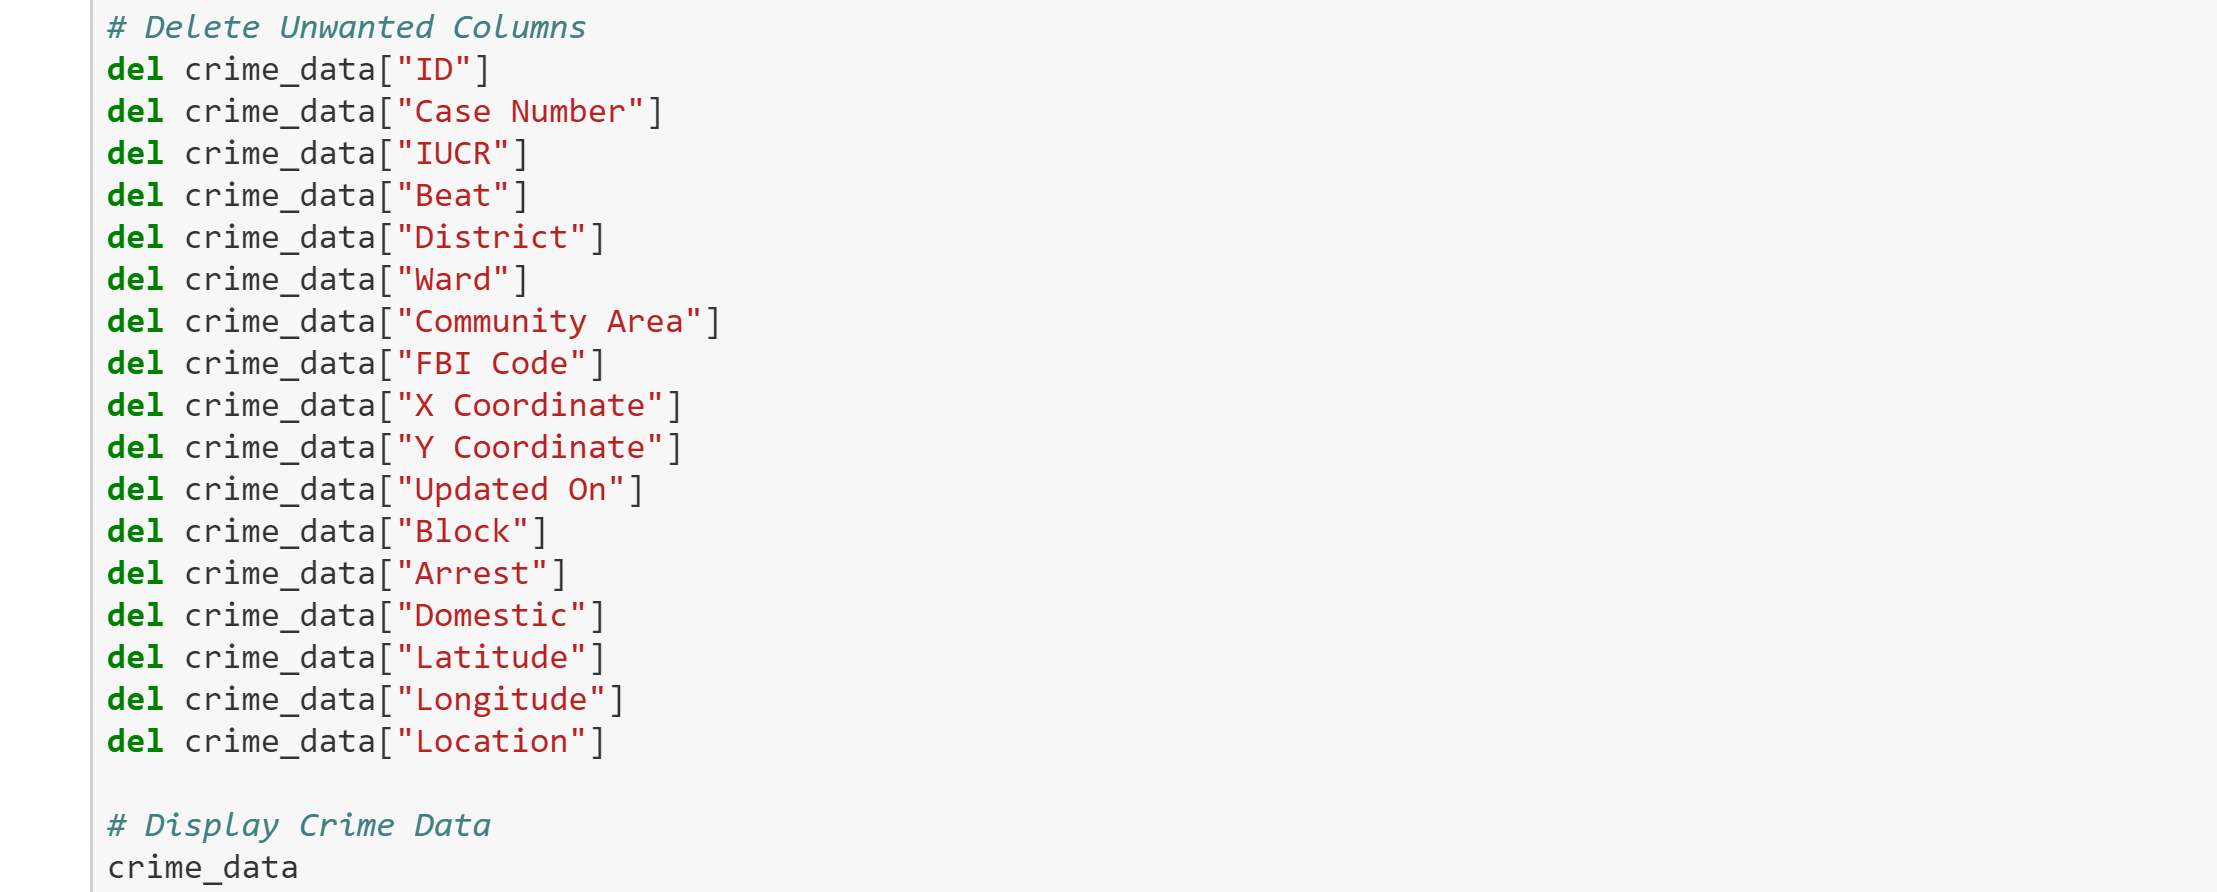 # Delete Unwanted Columns
del crime_data["ID"]
del crime_data["Case Number"]
del crime_data["IUCR"]
del crime_data["Beat"]
del crime_data["District"]
del crime_data["Ward"]
del crime_data["Community Area"]
del crime_data["FBI Code"]
del crime_data["X Coordinate"]
del crime_data["Y Coordinate"]
del crime_data["Updated On"]
del crime_data["Block"]
del crime_data["Arrest"]
del crime_data["Domestic"]
del crime_data["Latitude"]
del crime_data["Longitude"]
del crime_data["Location"]
# Display Crime Data
crime_data